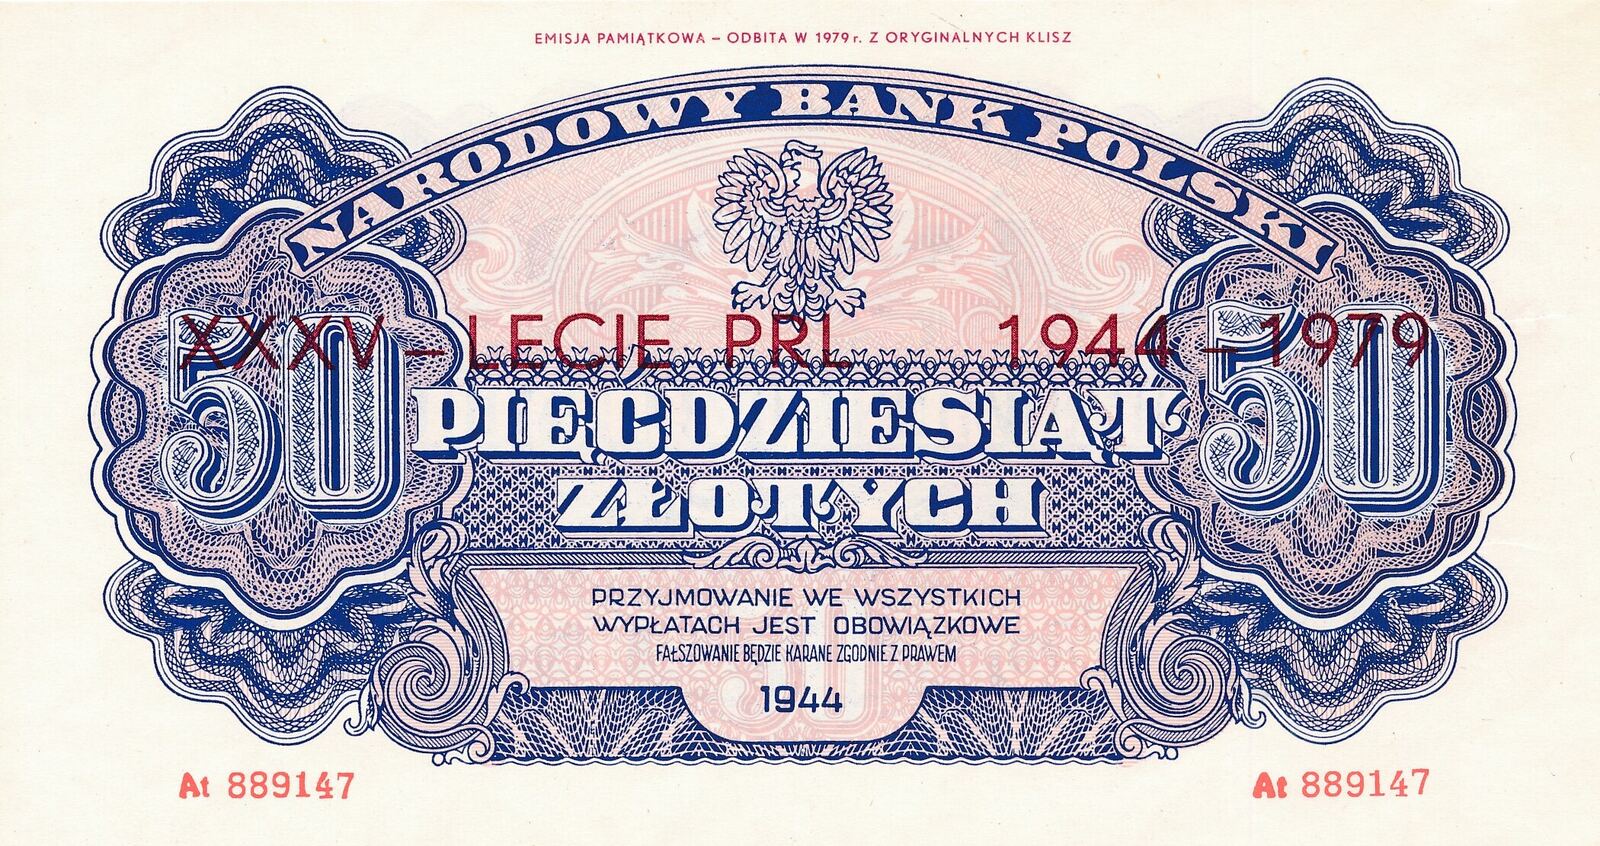 EMISJA PAMIĄTKOWA – ODBITA W 1979 r. Z ORYGINALNYCH KLISZ
NARODOWY BANK POLSKI
XXXV–LECIE PRL 1944–1979
50 50
PIĘĆDZIESIĄT
ZŁOTYCH
PRZYJMOWANIE WE WSZYSTKICH
WYPŁATACH JEST OBOWIĄZKOWE
FAŁSZOWANIE BĘDZIE KARANE ZGODNIE Z PRAWEM
50
1944
At 889147 At 889147